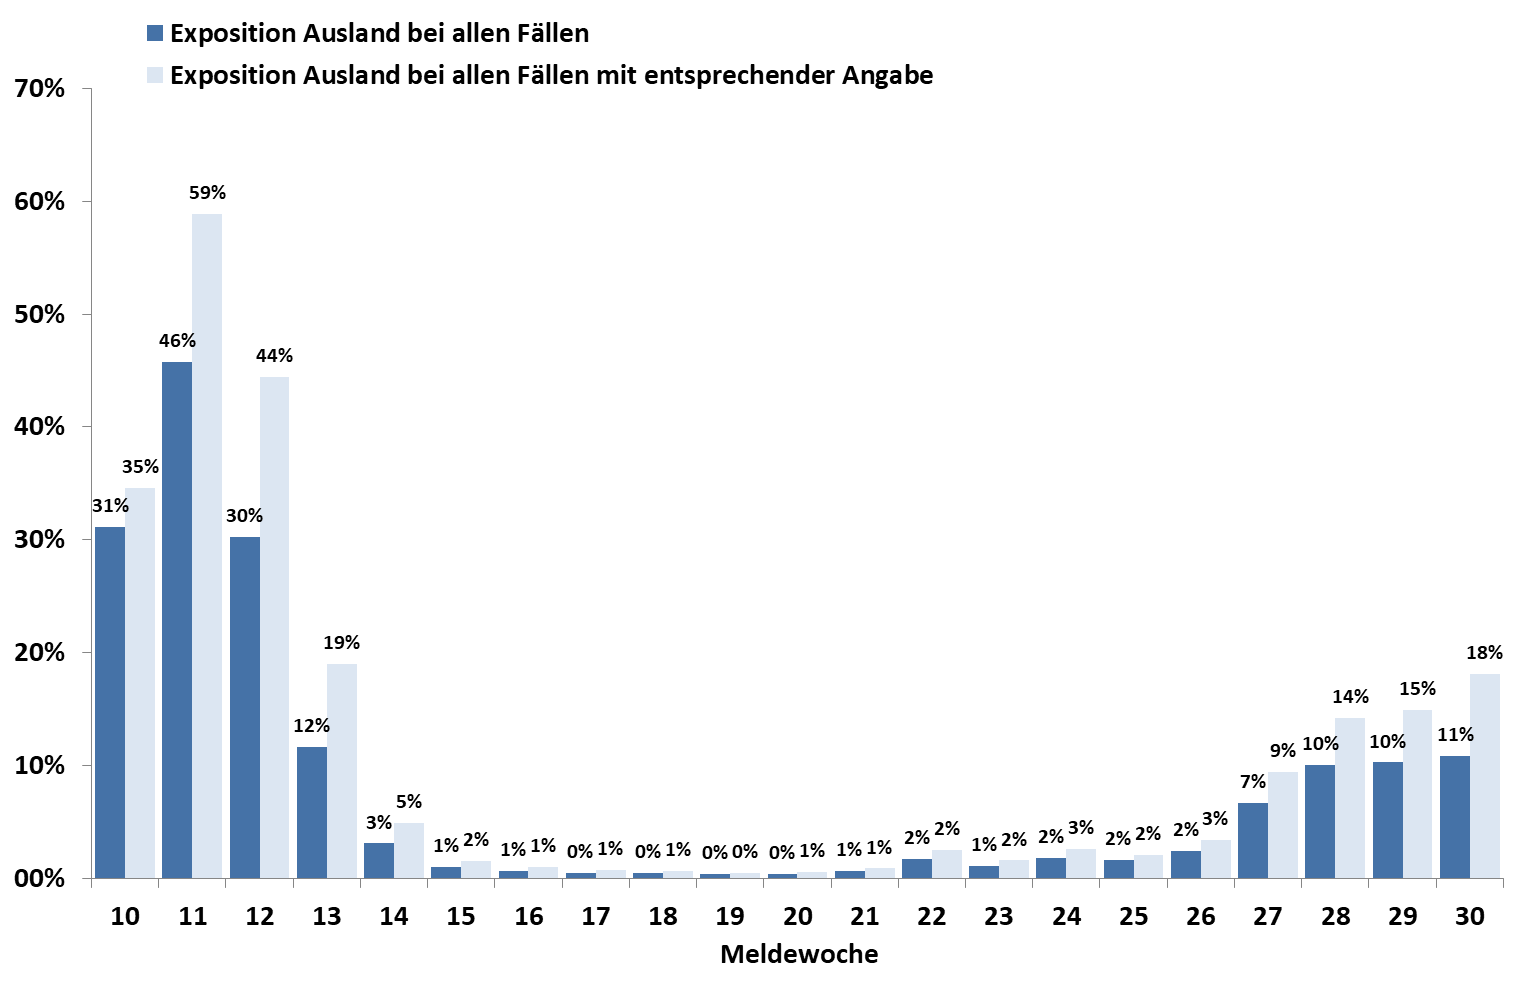 Exposition Ausland bei allen Fällen
Exposition Ausland bei allen Fällen mit entsprechender Angabe
70%
60%
50%
40%
30%
20%
10%
00%
31% 35% 46% 59% 30% 44% 12% 19% 3% 5% 1% 2% 1% 1% 0% 1% 0% 1% 0% 0% 0% 1% 1% 1% 2% 2% 1% 2% 2% 3% 2% 2% 2% 3% 7% 9% 10% 14% 10% 15% 11% 18%
10 11 12 13 14 15 16 17 18 19 20 21 22 23 24 25 26 27 28 29 30
Meldewoche